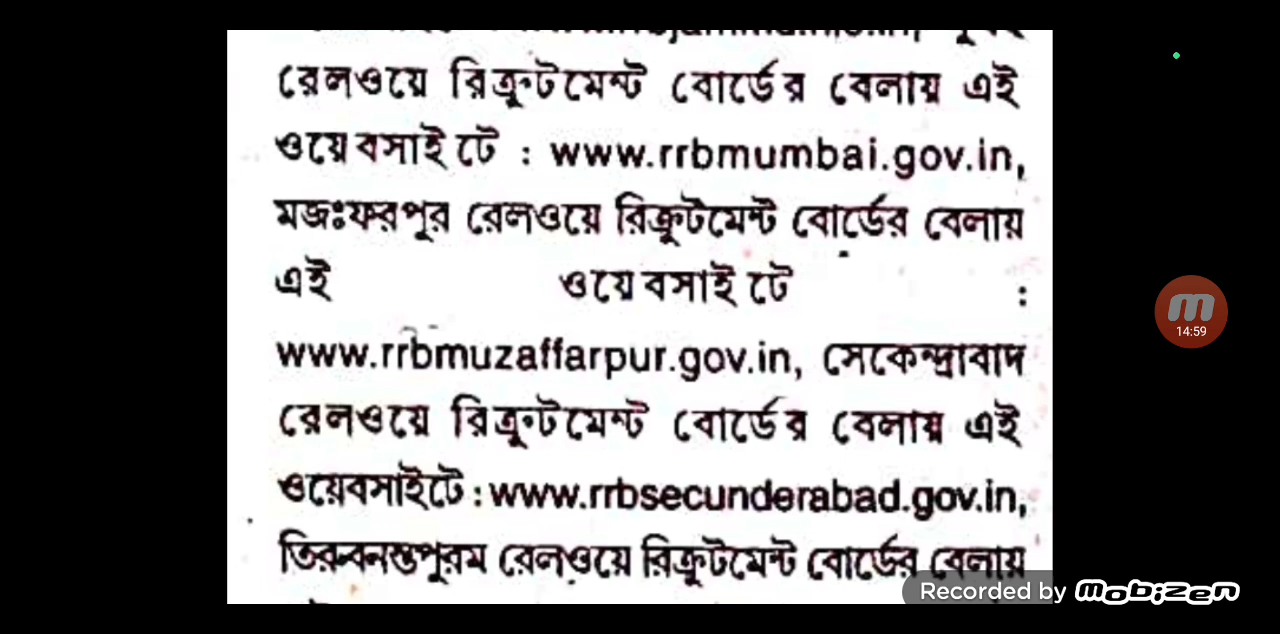 রেলওয়ে রিক্রুটমেন্ট বোর্ডের বেলায় এই
ওয়েবসাইটে : www.rrbmumbai.gov.in,
মজঃফরপুর রেলওয়ে রিক্রুটমেন্ট বোর্ডের বেলায়
এই ওয়েবসাইটে :
www.rrbmuzaffarpur.gov.in, সেকেন্দ্রাবাদ
রেলওয়ে রিক্রুটমেন্ট বোর্ডের বেলায় এই
ওয়েবসাইটে : www.rrbsecunderabad.gov.in,
তিরুবনন্তপুরম রেলওয়ে রিক্রুটমেন্ট বোর্ডের বেলায়
14:59
Recorded by mobizen